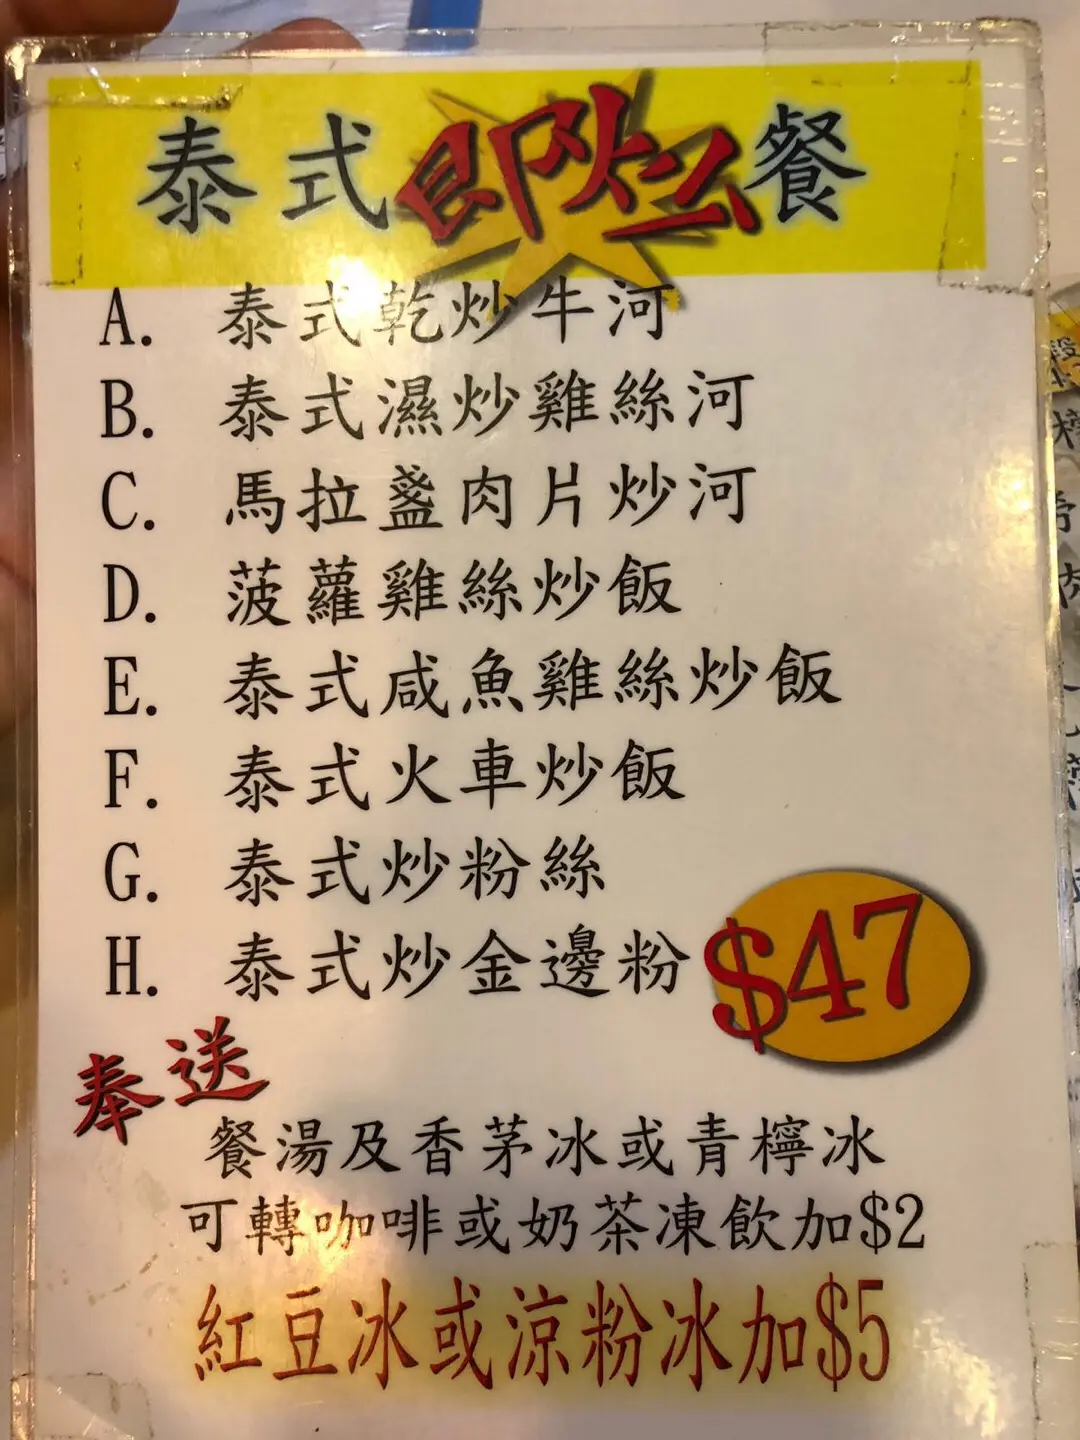 泰式即炒餐
A. 泰式乾炒牛河
B. 泰式濕炒雞絲河
C. 馬拉盞肉片炒河
D. 菠蘿雞絲炒飯
E. 泰式咸魚雞絲炒飯
F. 泰式火車炒飯
G. 泰式炒粉絲
H. 泰式炒金邊粉
$47
奉送
餐湯及香茅冰或青檸冰
可轉咖啡或奶茶凍飲加$2
紅豆冰或涼粉冰加$5